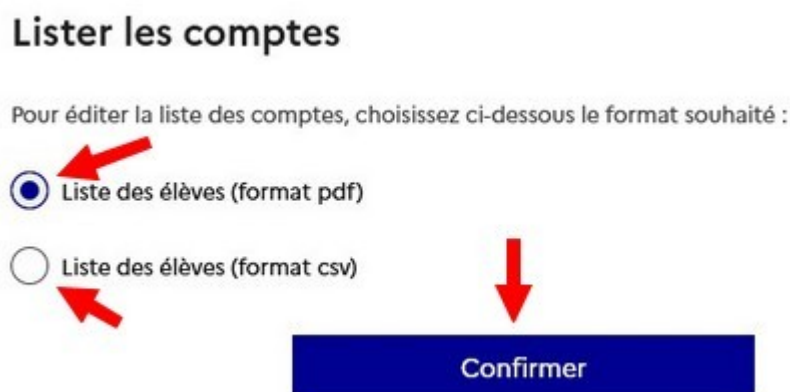 Lister les comptes
Pour éditer la liste des comptes, choisissez ci-dessous le format souhaité :
Liste des élèves (format pdf)
Liste des élèves (format csv)
Confirmer